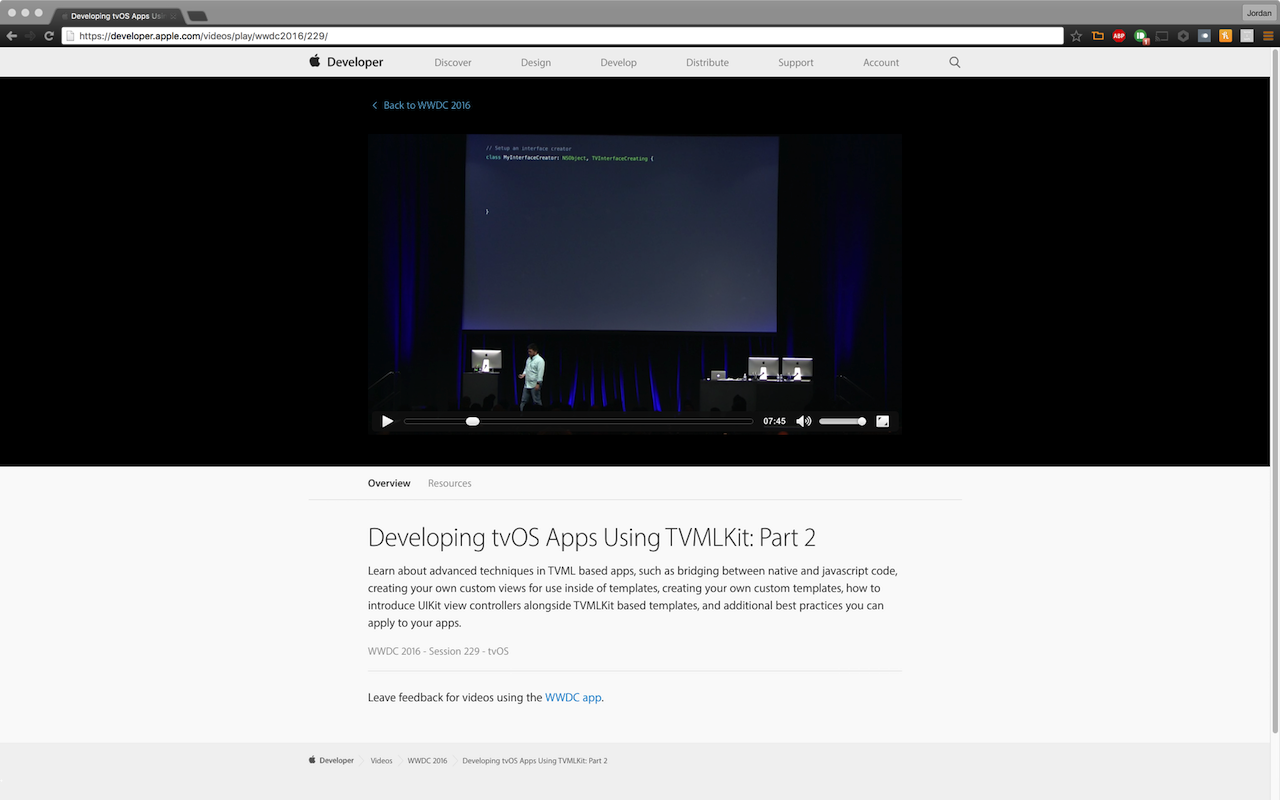 Developing tvOS Apps Usin
Jordan
https://developer.apple.com/videos/play/wwdc2016/229/
ABP
1
Developer
Discover
Design
Develop
Distribute
Support
Account
Back to WWDC 2016
// Setup an interface creator
class MyInterfaceCreator: NSObject, TVInterfaceCreating {
}
07:45
Overview
Resources
Developing tvOS Apps Using TVMLKit: Part 2
Learn about advanced techniques in TVML based apps, such as bridging between native and javascript code,
creating your own custom views for use inside of templates, creating your own custom templates, how to
introduce UIKit view controllers alongside TVMLKit based templates, and additional best practices you can
apply to your apps.
WWDC 2016 - Session 229 - tvOS
Leave feedback for videos using the WWDC app.
Developer
Videos
WWDC 2016
Developing tvOS Apps Using TVMLKit: Part 2